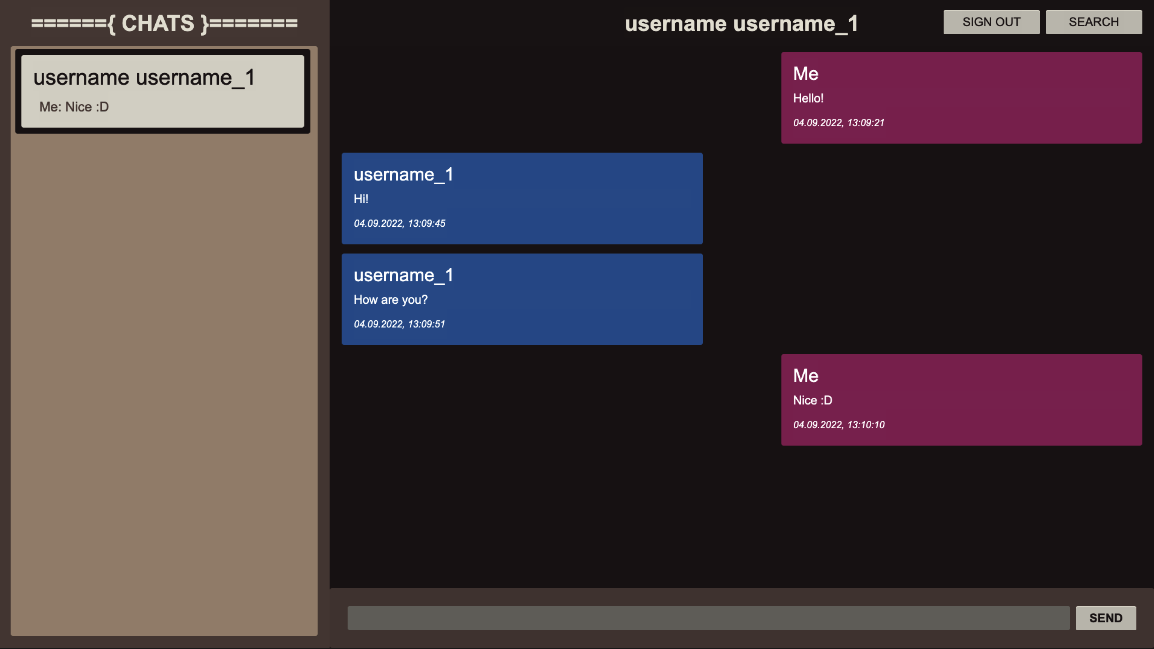 ======{ CHATS }=======
username username_1
Me: Nice :D
username username_1
SIGN OUT
SEARCH
Me
Hello!
04.09.2022, 13:09:21
username_1
Hi!
04.09.2022, 13:09:45
username_1
How are you?
04.09.2022, 13:09:51
Me
Nice :D
04.09.2022, 13:10:10
SEND